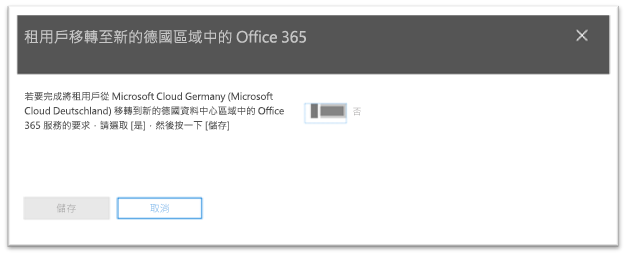 租用戶移轉至新的德國區域中的 Office 365
若要完成將租用戶從 Microsoft Cloud Germany (Microsoft
Cloud Deutschland) 移轉到新的德國資料中心區域中的 Office
365 服務的要求，請選取 [是]，然後按一下 [儲存]
否
儲存
取消